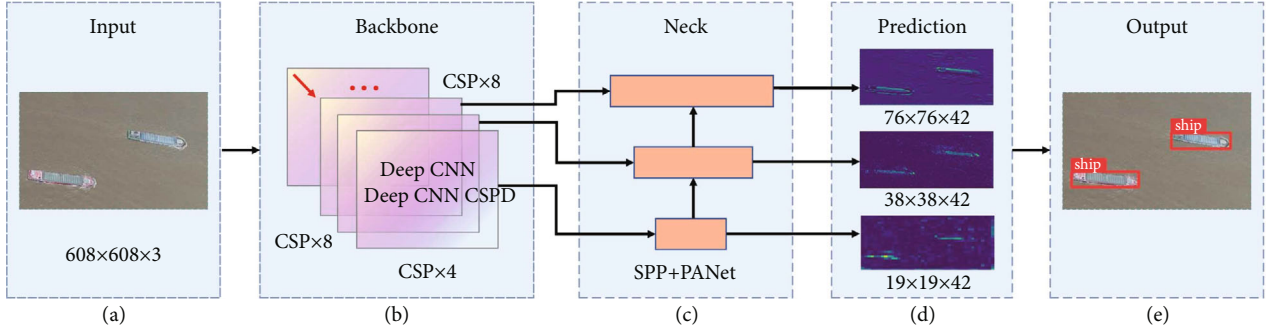 Input
Backbone
Neck
Prediction
Output
608×608×3
CSP×8
Deep CNN
Deep CNN CSPD
CSP×8
CSP×4
SPP+PANet
76×76×42
38×38×42
19×19×42
ship
ship
(a)
(b)
(c)
(d)
(e)